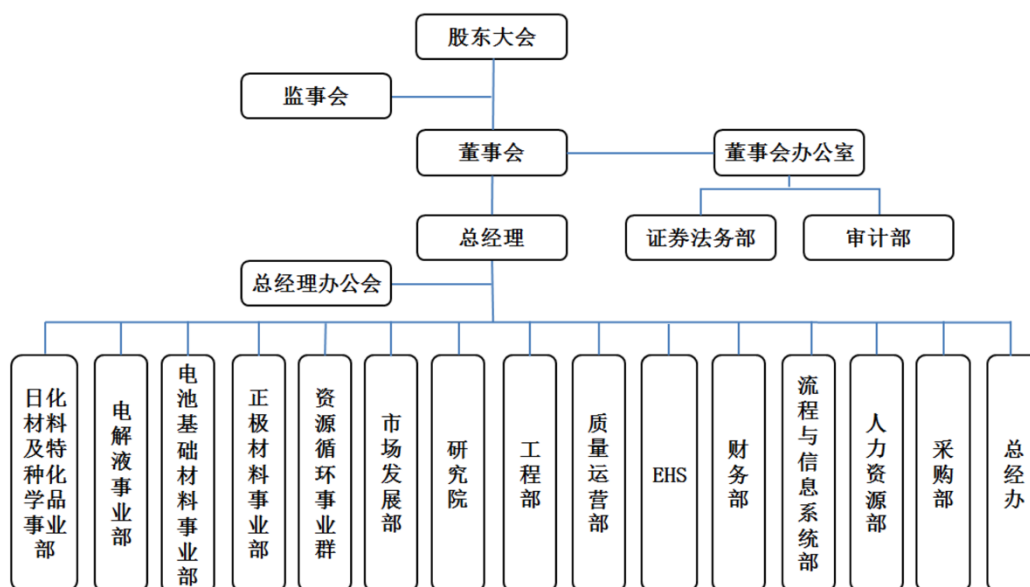 股东大会
监事会
董事会
董事会办公室
总经理
证券法务部
审计部
总经理办公会
日化材料及特种化学品事业部
电解液事业部
电池基础材料事业部
正极材料事业部
资源循环事业群
市场发展部
研究院
工程部
质量运营部
EHS
财务部
流程与信息系统部
人力资源部
采购部
总经办